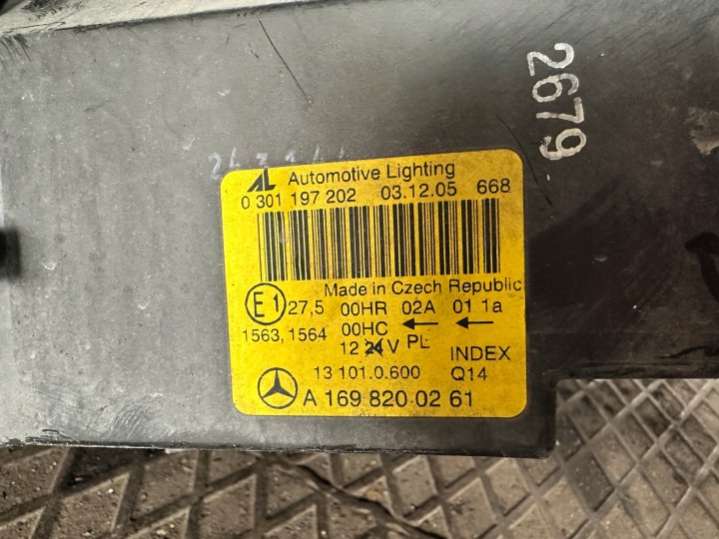 2679
AL Automotive Lighting
0 301 197 202 03.12.05 668
Made in Czech Republic
E1 27,5 00HR 02A 01 1a
1563, 1564 00HC ← ←
12 24 V PL
INDEX
13 101.0.600 Q14
A 169 820 02 61